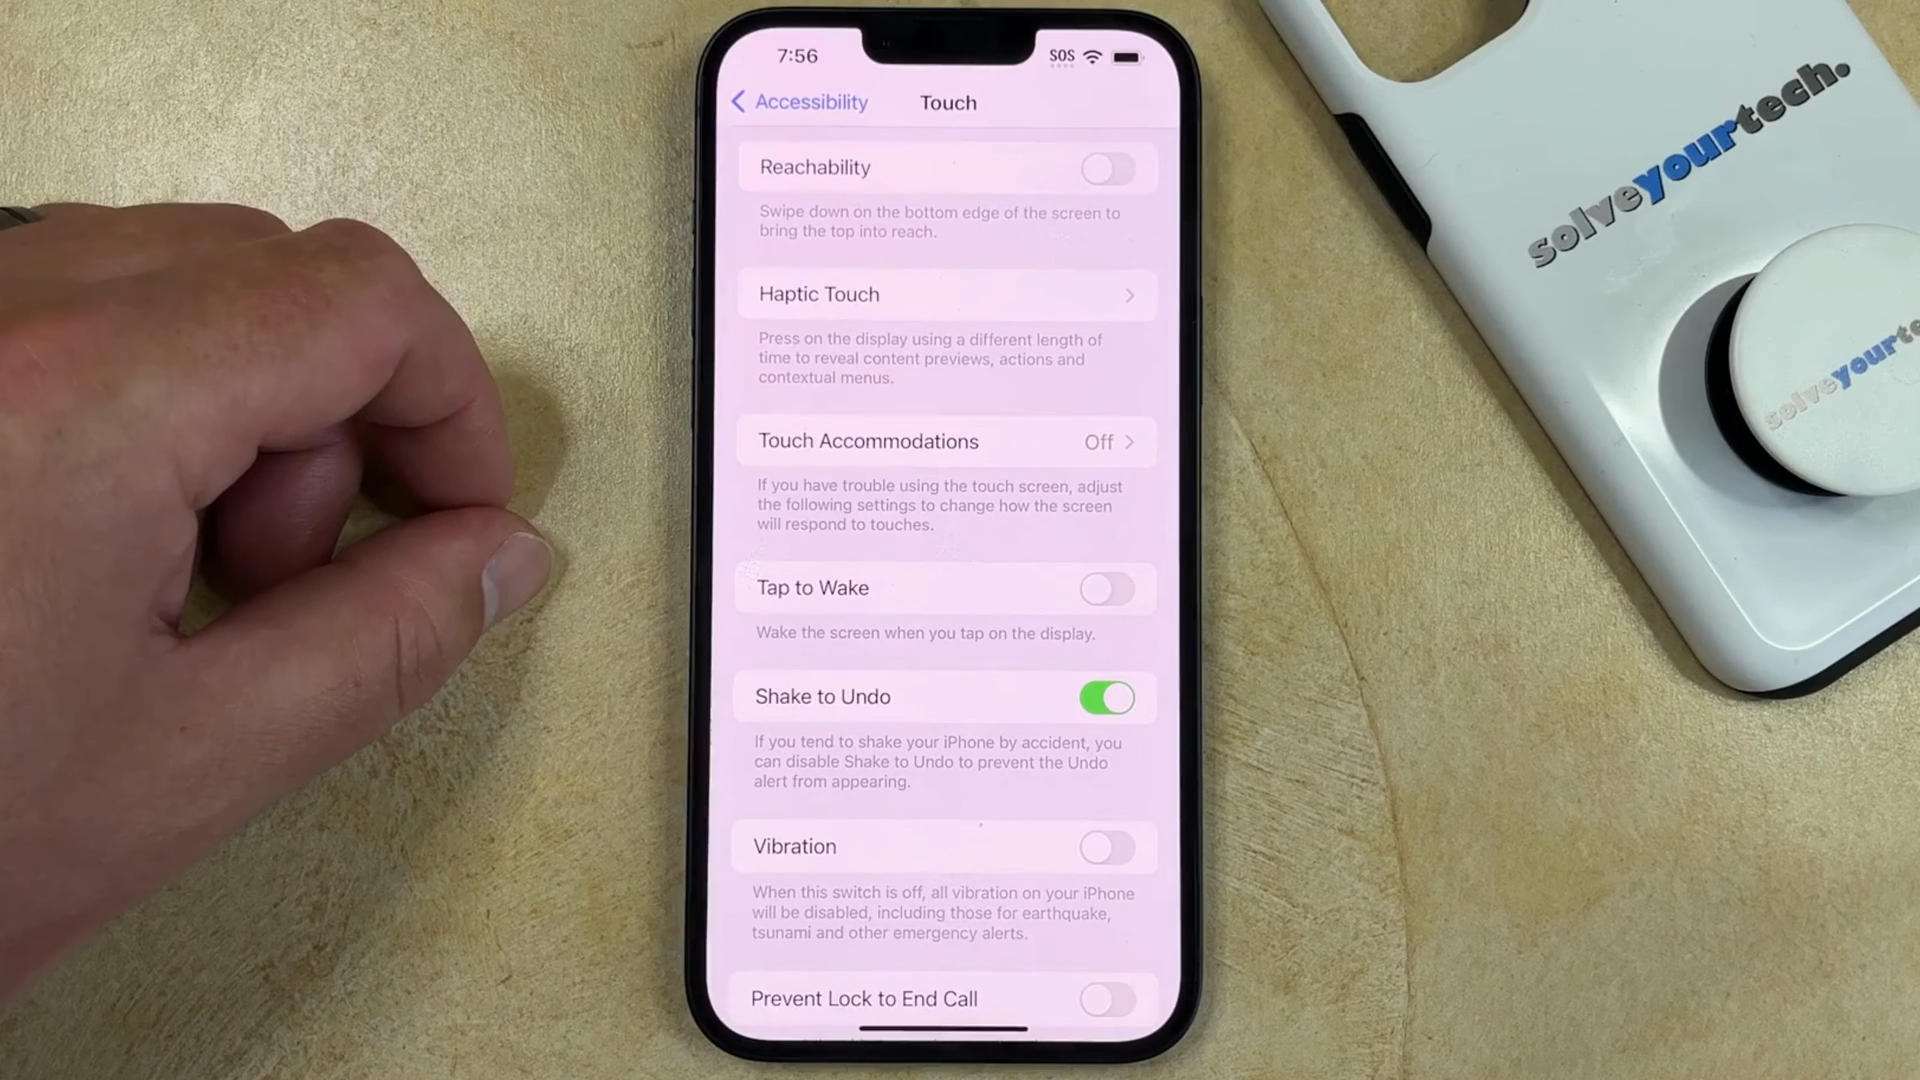 7:56
SOS
Accessibility
Touch
Reachability
Swipe down on the bottom edge of the screen to
bring the top into reach.
Haptic Touch
Press on the display using a different length of
time to reveal content previews, actions and
contextual menus.
Touch Accommodations
Off
If you have trouble using the touch screen, adjust
the following settings to change how the screen
will respond to touches.
Tap to Wake
Wake the screen when you tap on the display.
Shake to Undo
If you tend to shake your iPhone by accident, you
can disable Shake to Undo to prevent the Undo
alert from appearing.
Vibration
When this switch is off, all vibration on your iPhone
will be disabled, including those for earthquake,
tsunami and other emergency alerts.
Prevent Lock to End Call
solveyourtech.
solveyourte